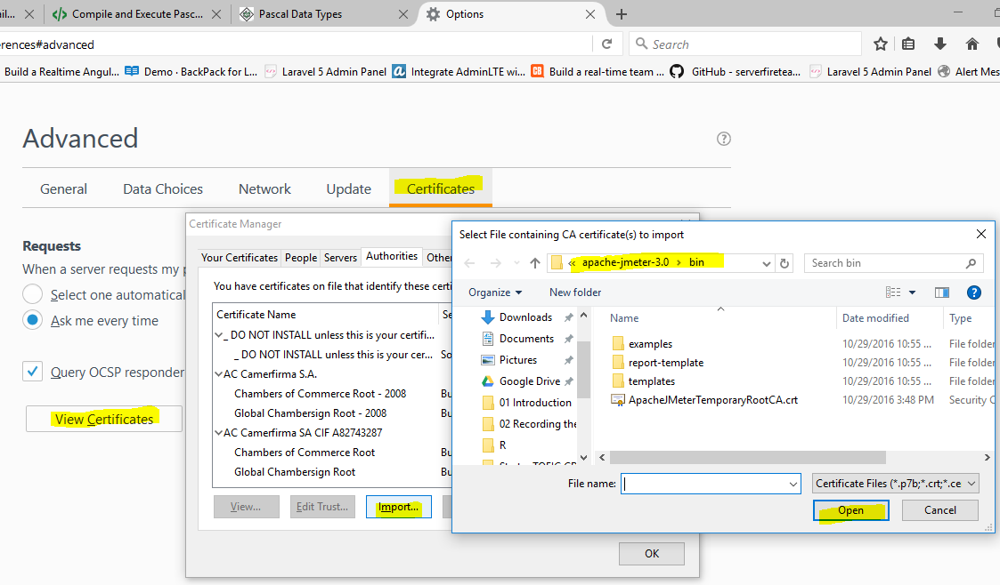 il... Compile and Execute Pasc... Pascal Data Types Options
erences#advanced Search
Build a Realtime Angul... Demo · BackPack for L... Laravel 5 Admin Panel Integrate AdminLTE wi... Build a real-time team ... GitHub - serverfiretea... Laravel 5 Admin Panel Alert Mes
Advanced
General Data Choices Network Update Certificates
Requests
When a server requests my p
Select one automatical
Ask me every time
Query OCSP responder
View Certificates
Certificate Manager
Your Certificates People Servers Authorities Other
You have certificates on file that identify these certi
Certificate Name Se
_ DO NOT INSTALL unless this is your certifi...
_ DO NOT INSTALL unless this is your cer... So
AC Camerfirma S.A.
Chambers of Commerce Root - 2008 Bu
Global Chambersign Root - 2008 Bu
AC Camerfirma SA CIF A82743287
Chambers of Commerce Root Bu
Global Chambersign Root Bu
View... Edit Trust... Import...
OK
Select File containing CA certificate(s) to import
« apache-jmeter-3.0 › bin Search bin
Organize New folder
Downloads
Documents
Pictures
Google Drive
01 Introduction
02 Recording the
R
Name Date modified Type
examples 10/29/2016 10:55 ... File folder
report-template 10/29/2016 10:55 ... File folder
templates 10/29/2016 10:55 ... File folder
ApacheJMeterTemporaryRootCA.crt 10/29/2016 3:48 PM Security C
File name: Certificate Files (*.p7b;*.crt;*.ce
Open Cancel